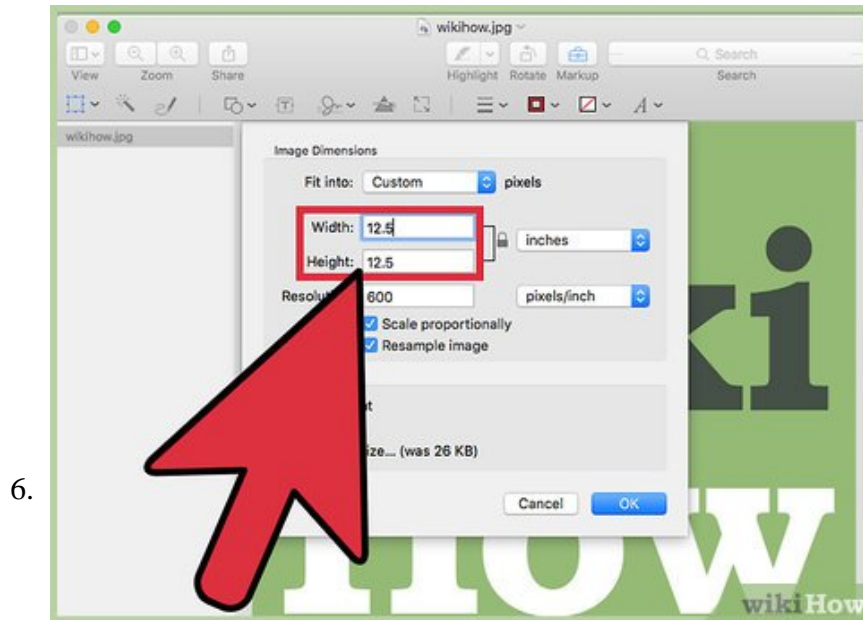 wikihow.jpg
Search
View Zoom Share Highlight Rotate Markup Search
A
wikihow.jpg
Image Dimensions
Fit into: Custom pixels
Width: 12.5
inches
Height: 12.5
600 pixels/inch
Scale proportionally
Resample image
(was 26 KB)
6.
Cancel OK
ki
How
wikiHow